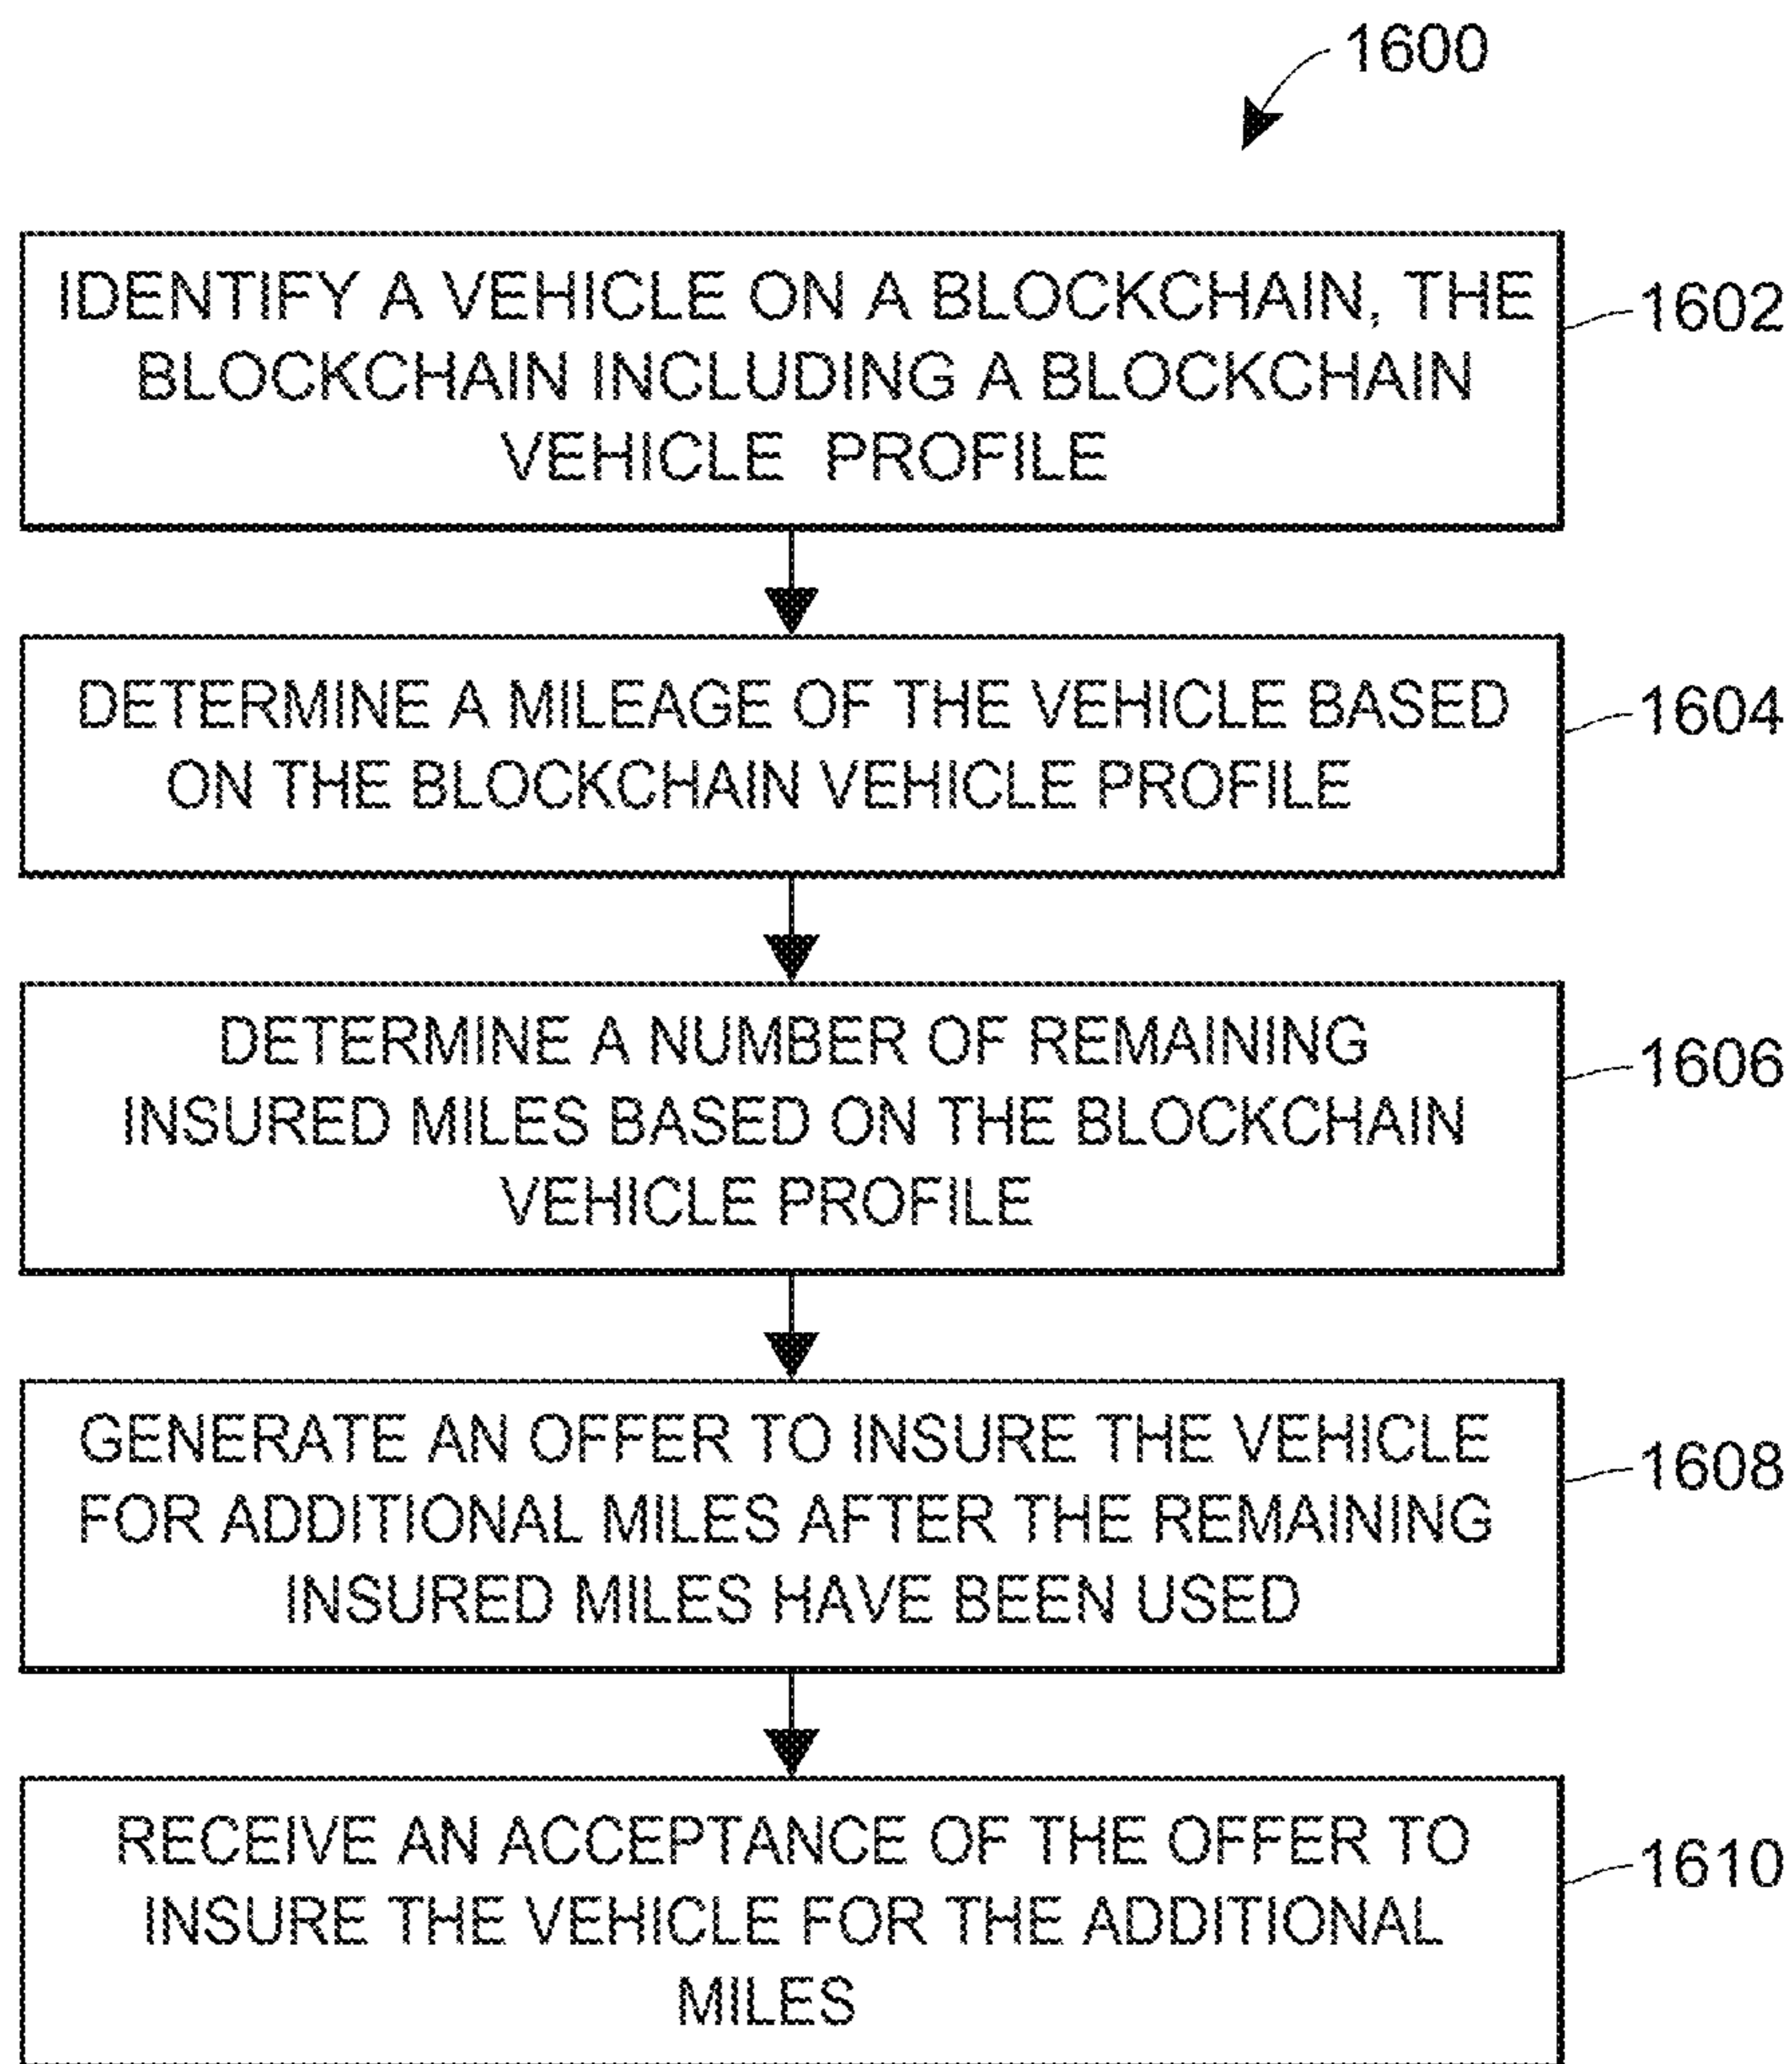 1600
IDENTIFY A VEHICLE ON A BLOCKCHAIN, THE
BLOCKCHAIN INCLUDING A BLOCKCHAIN
VEHICLE PROFILE
1602
DETERMINE A MILEAGE OF THE VEHICLE BASED
ON THE BLOCKCHAIN VEHICLE PROFILE
1604
DETERMINE A NUMBER OF REMAINING
INSURED MILES BASED ON THE BLOCKCHAIN
VEHICLE PROFILE
1606
GENERATE AN OFFER TO INSURE THE VEHICLE
FOR ADDITIONAL MILES AFTER THE REMAINING
INSURED MILES HAVE BEEN USED
1608
RECEIVE AN ACCEPTANCE OF THE OFFER TO
INSURE THE VEHICLE FOR THE ADDITIONAL
MILES
1610